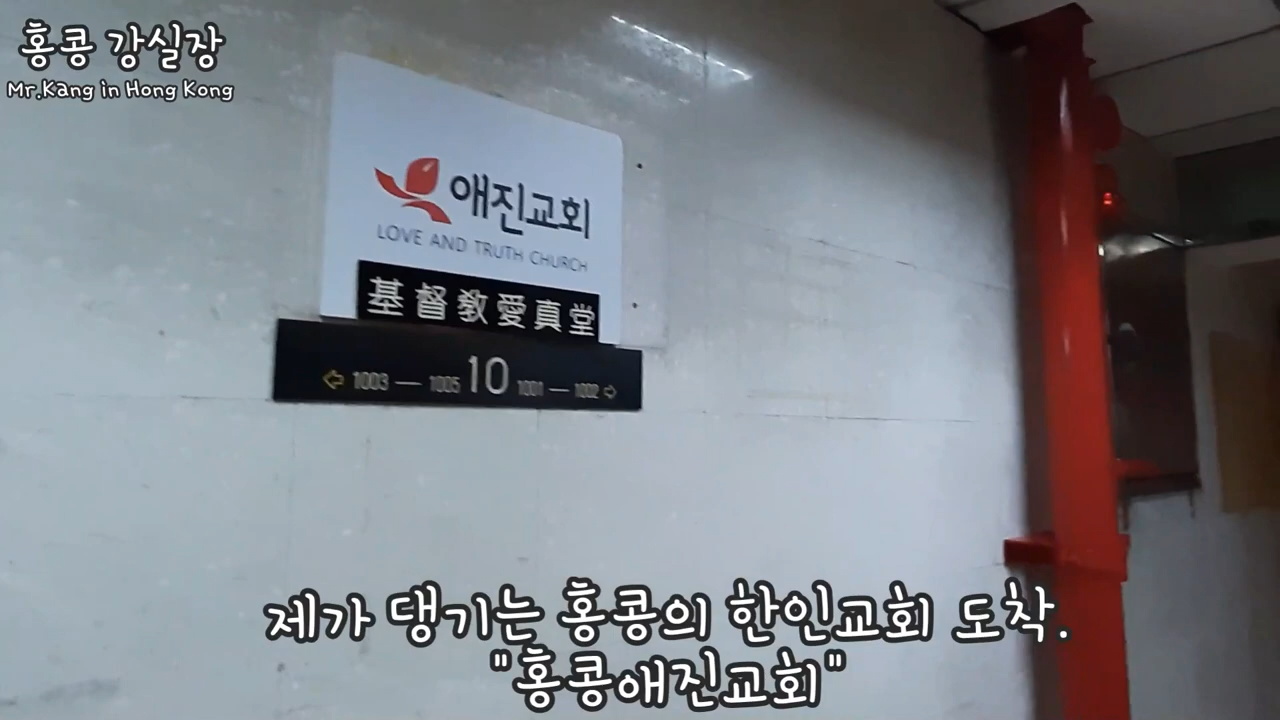 홍콩 강실장
Mr.Kang in Hong Kong
애진교회
LOVE AND TRUTH CHURCH
基督教愛真堂
1003 — 1005 10 1001 — 1002
제가 댕기는 홍콩의 한인교회 도착.
"홍콩애진교회"